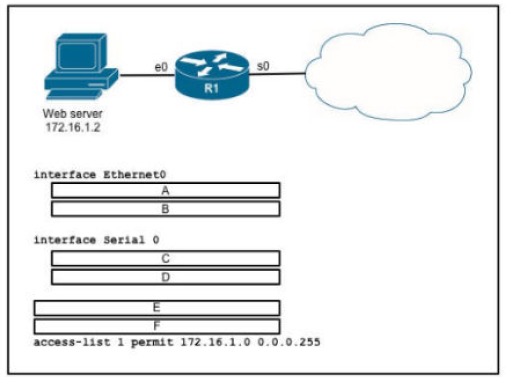 e0 s0
R1
Web server
172.16.1.2
interface Ethernet0
A
B
interface Serial 0
C
D
E
F
access-list 1 permit 172.16.1.0 0.0.0.255